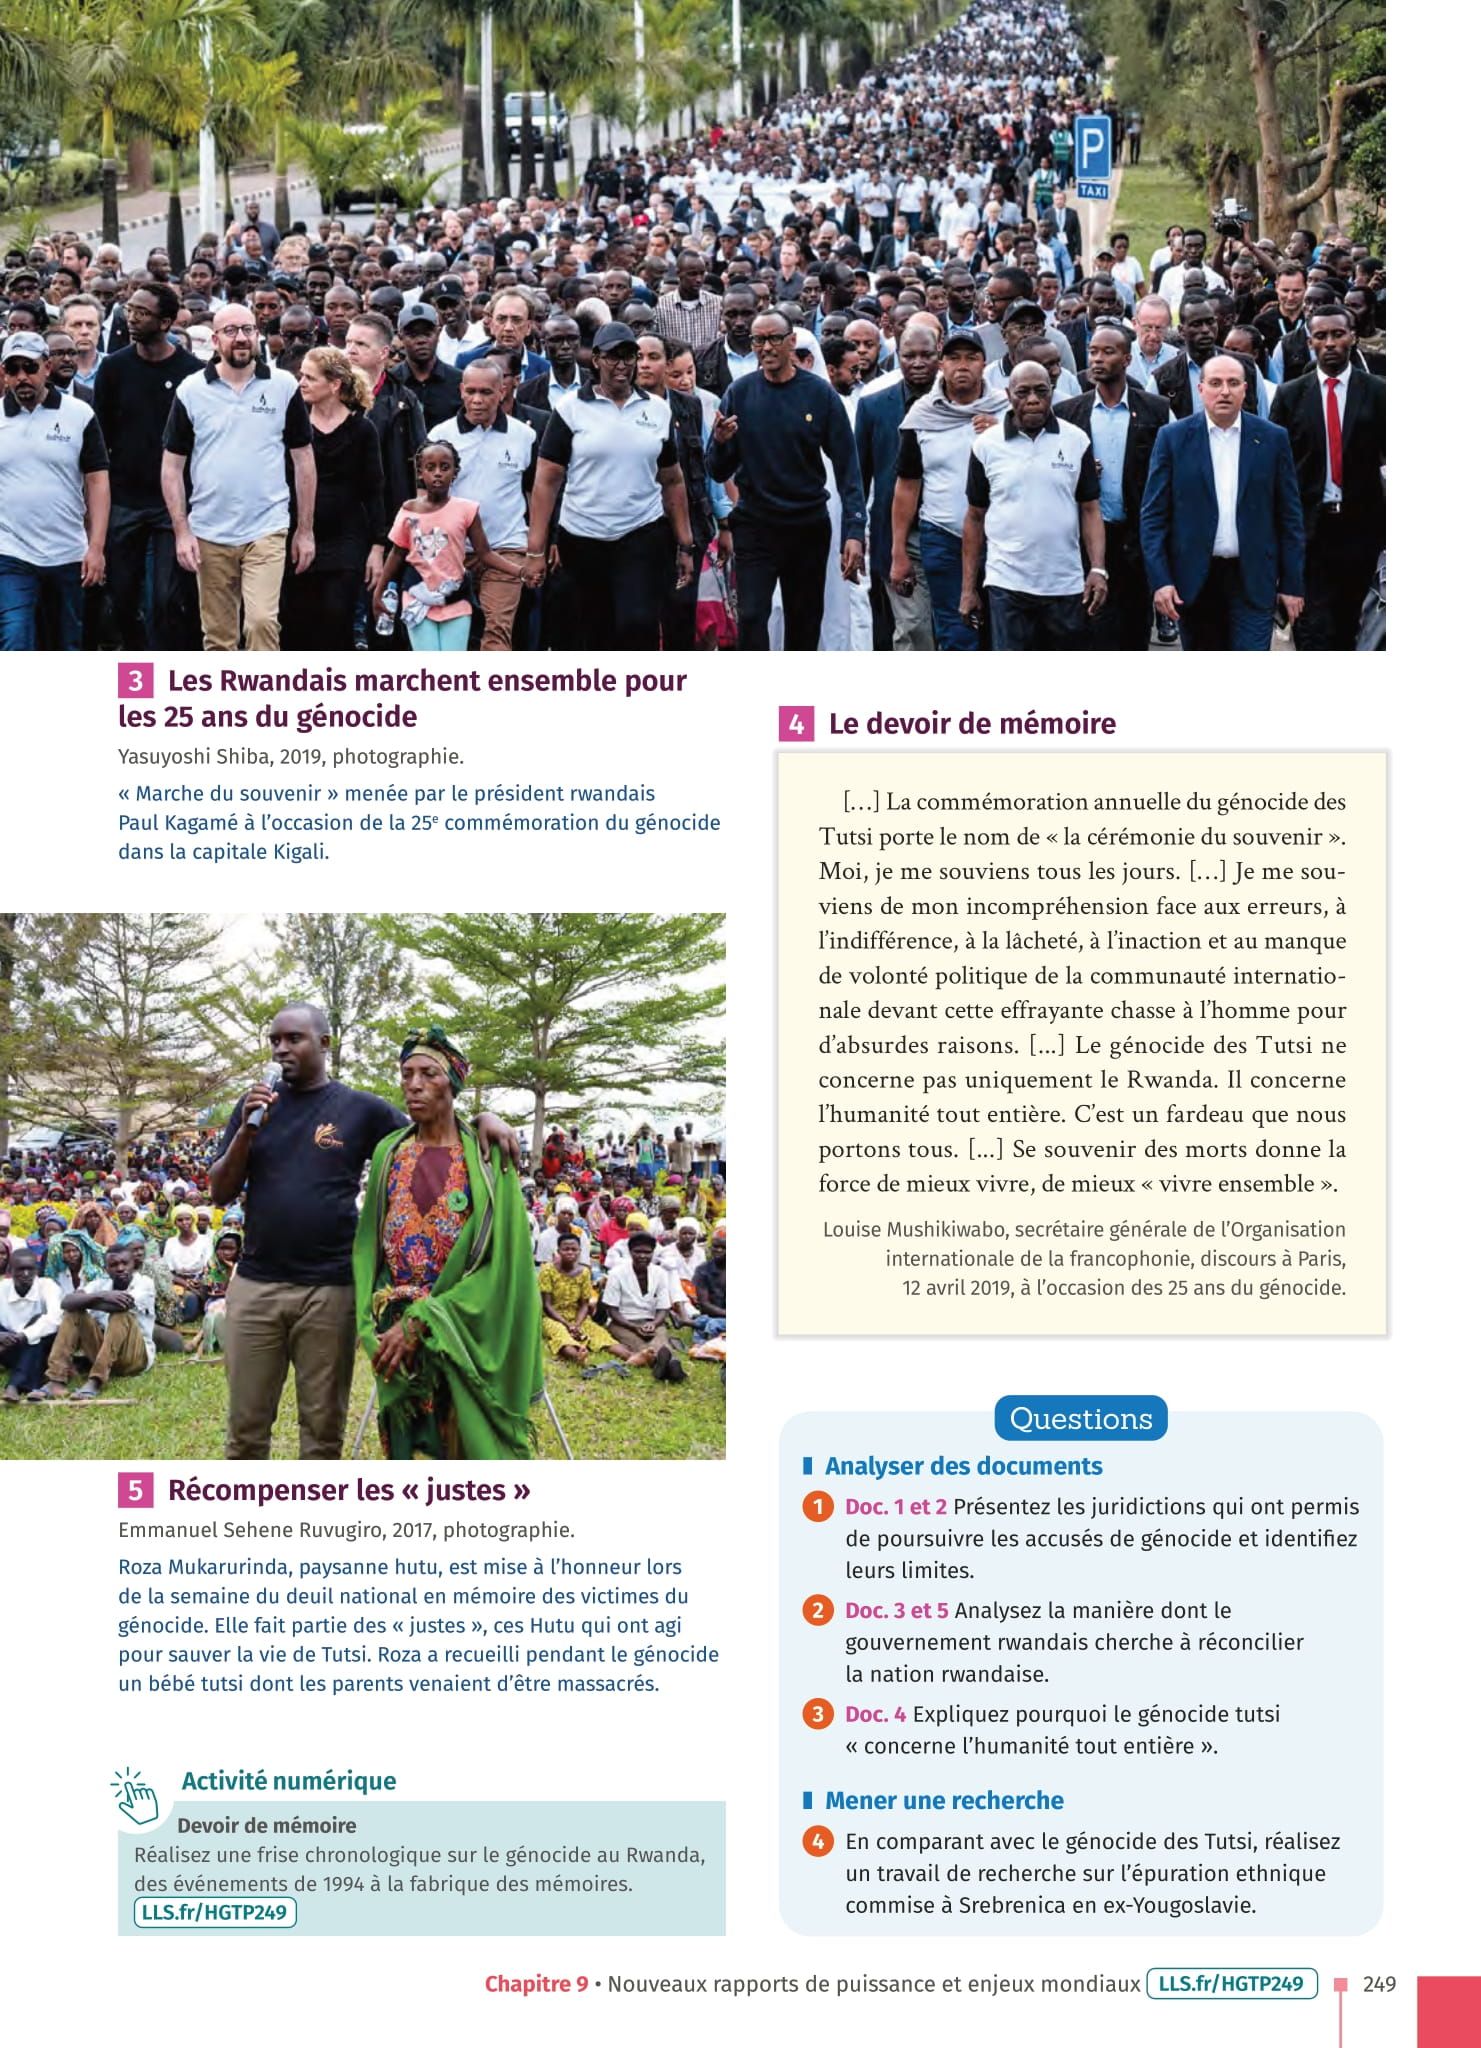 P
TAXI
3 Les Rwandais marchent ensemble pour
les 25 ans du génocide
Yasuyoshi Shiba, 2019, photographie.
« Marche du souvenir » menée par le président rwandais
Paul Kagamé à l’occasion de la 25e commémoration du génocide
dans la capitale Kigali.
5 Récompenser les « justes »
Emmanuel Sehene Ruvugiro, 2017, photographie.
Roza Mukarurinda, paysanne hutu, est mise à l’honneur lors
de la semaine du deuil national en mémoire des victimes du
génocide. Elle fait partie des « justes », ces Hutu qui ont agi
pour sauver la vie de Tutsi. Roza a recueilli pendant le génocide
un bébé tutsi dont les parents venaient d’être massacrés.
Activité numérique
Devoir de mémoire
Réalisez une frise chronologique sur le génocide au Rwanda,
des événements de 1994 à la fabrique des mémoires.
LLS.fr/HGTP249
4 Le devoir de mémoire
[…] La commémoration annuelle du génocide des
Tutsi porte le nom de « la cérémonie du souvenir ».
Moi, je me souviens tous les jours. […] Je me sou-
viens de mon incompréhension face aux erreurs, à
l’indifférence, à la lâcheté, à l’inaction et au manque
de volonté politique de la communauté internatio-
nale devant cette effrayante chasse à l’homme pour
d’absurdes raisons. [...] Le génocide des Tutsi ne
concerne pas uniquement le Rwanda. Il concerne
l’humanité tout entière. C’est un fardeau que nous
portons tous. [...] Se souvenir des morts donne la
force de mieux vivre, de mieux « vivre ensemble ».
Louise Mushikiwabo, secrétaire générale de l’Organisation
internationale de la francophonie, discours à Paris,
12 avril 2019, à l’occasion des 25 ans du génocide.
Questions
Analyser des documents
1 Doc. 1 et 2 Présentez les juridictions qui ont permis
de poursuivre les accusés de génocide et identifiez
leurs limites.
2 Doc. 3 et 5 Analysez la manière dont le
gouvernement rwandais cherche à réconcilier
la nation rwandaise.
3 Doc. 4 Expliquez pourquoi le génocide tutsi
« concerne l’humanité tout entière ».
Mener une recherche
4 En comparant avec le génocide des Tutsi, réalisez
un travail de recherche sur l’épuration ethnique
commise à Srebrenica en ex-Yougoslavie.
Chapitre 9 • Nouveaux rapports de puissance et enjeux mondiaux LLS.fr/HGTP249 249